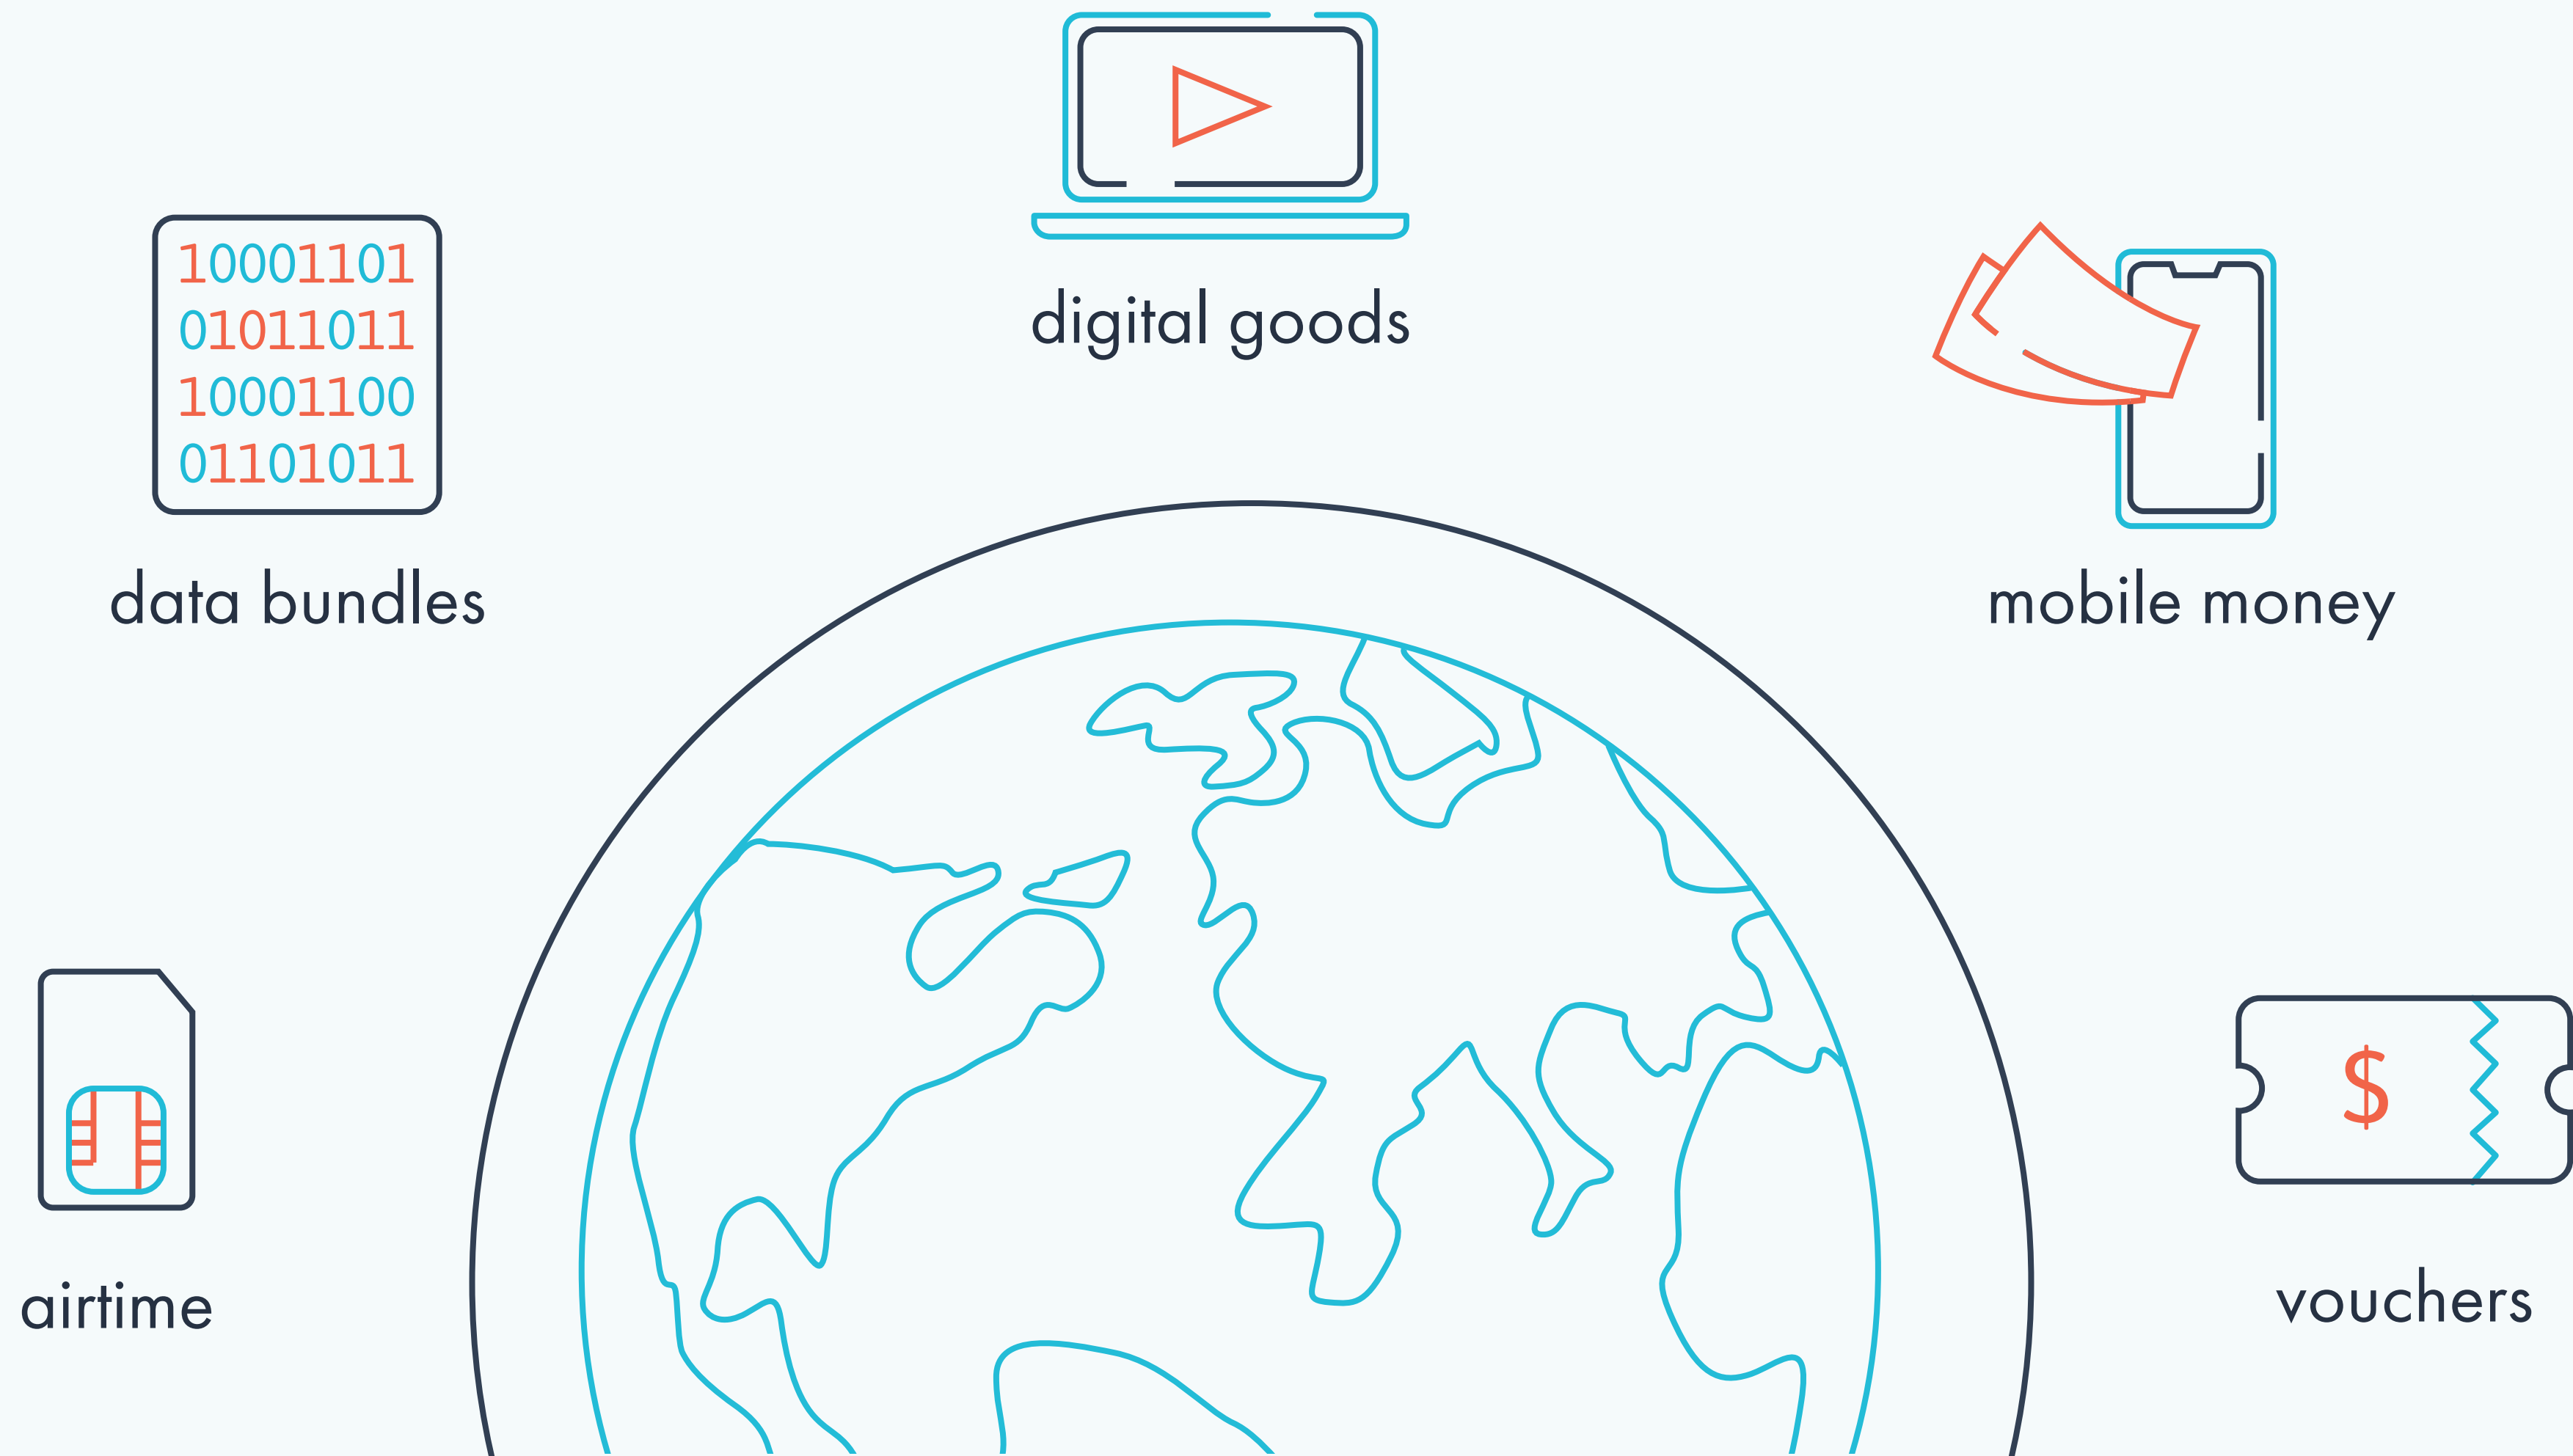 digital goods
10001101
01011011
10001100
01101011
data bundles
mobile money
airtime
$
vouchers